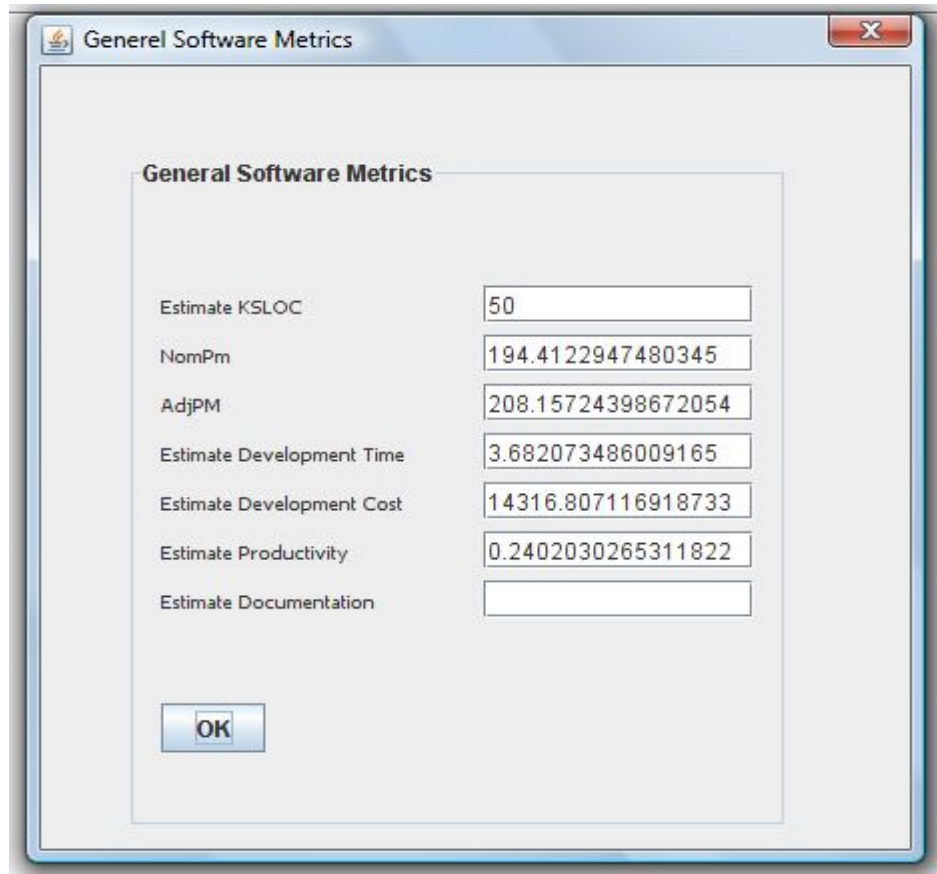 Generel Software Metrics
General Software Metrics
Estimate KSLOC 50
NomPm 194.4122947480345
AdjPM 208.15724398672054
Estimate Development Time 3.682073486009165
Estimate Development Cost 14316.807116918733
Estimate Productivity 0.2402030265311822
Estimate Documentation
OK